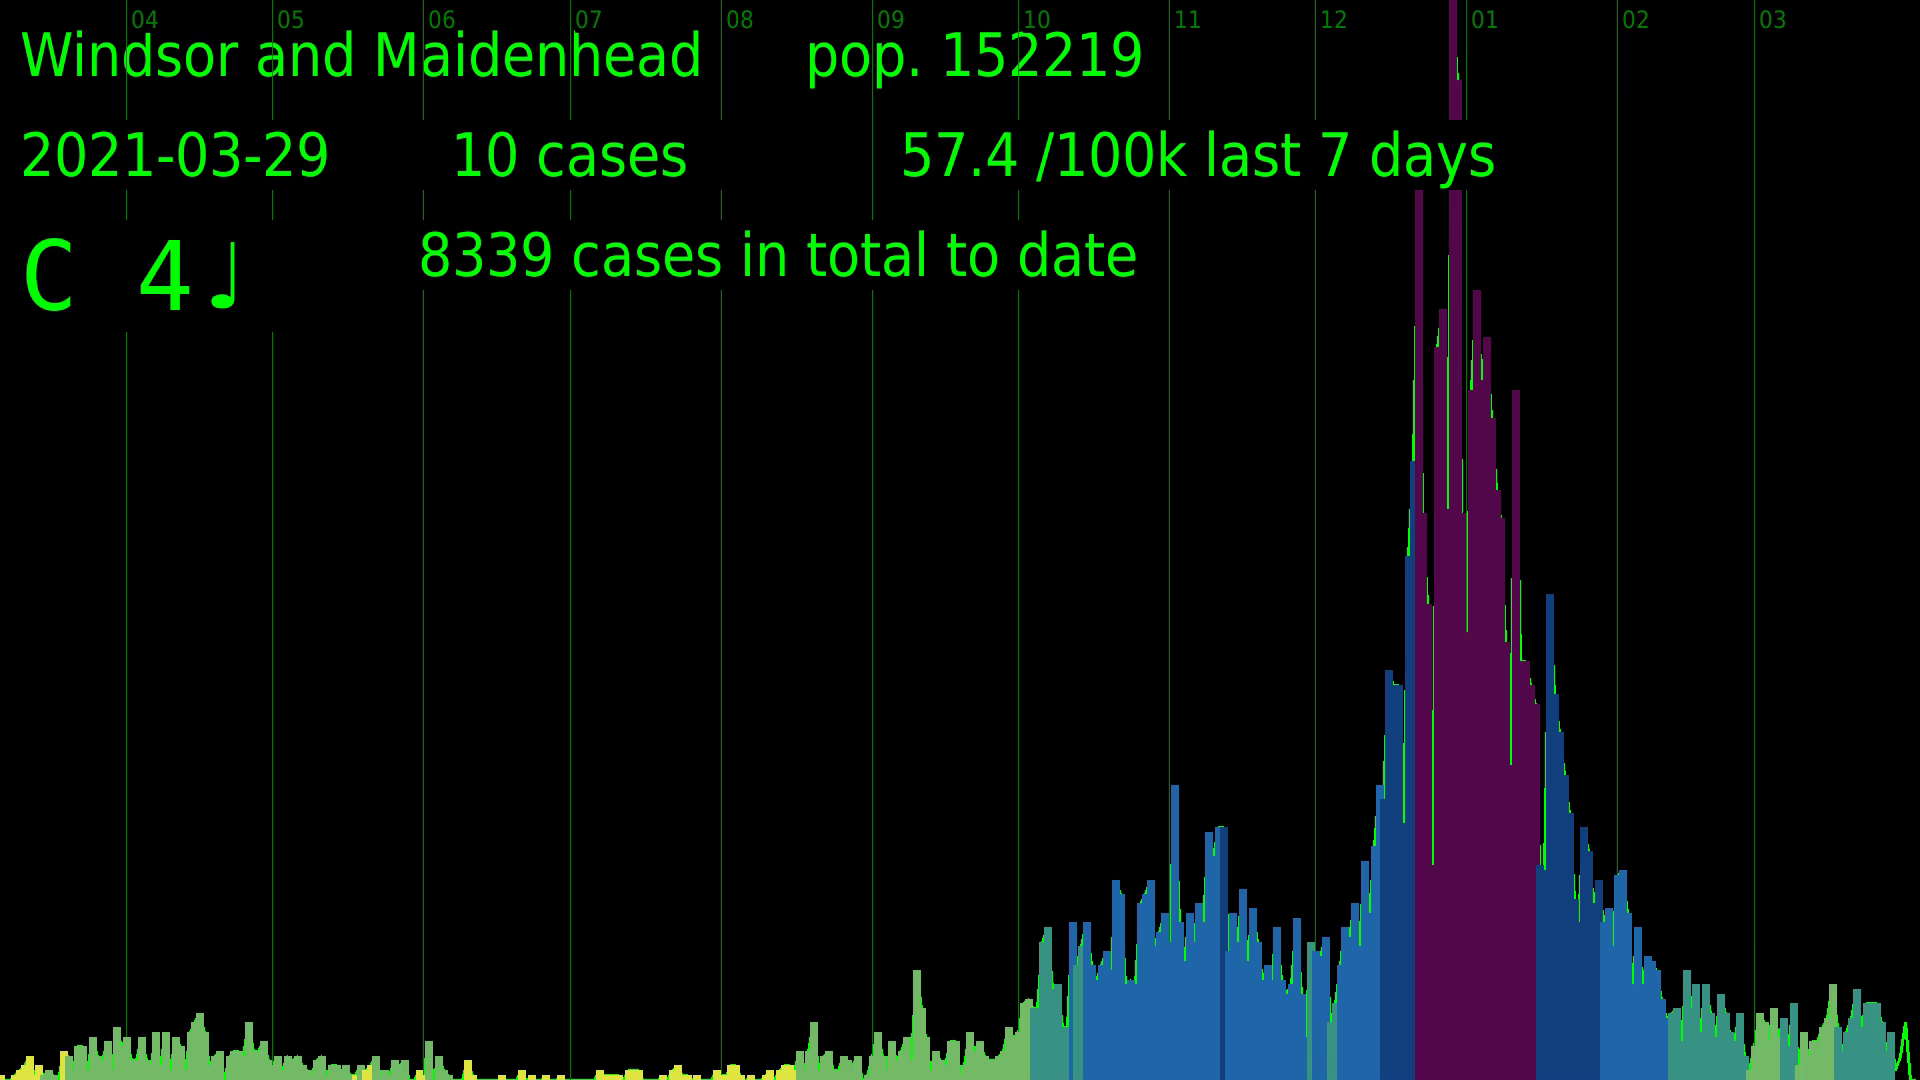 04 05 06 07 08 09 10 11 12 01 02 03
Windsor and Maidenhead pop. 152219
2021-03-29 10 cases 57.4 /100k last 7 days
C 4♩ 8339 cases in total to date